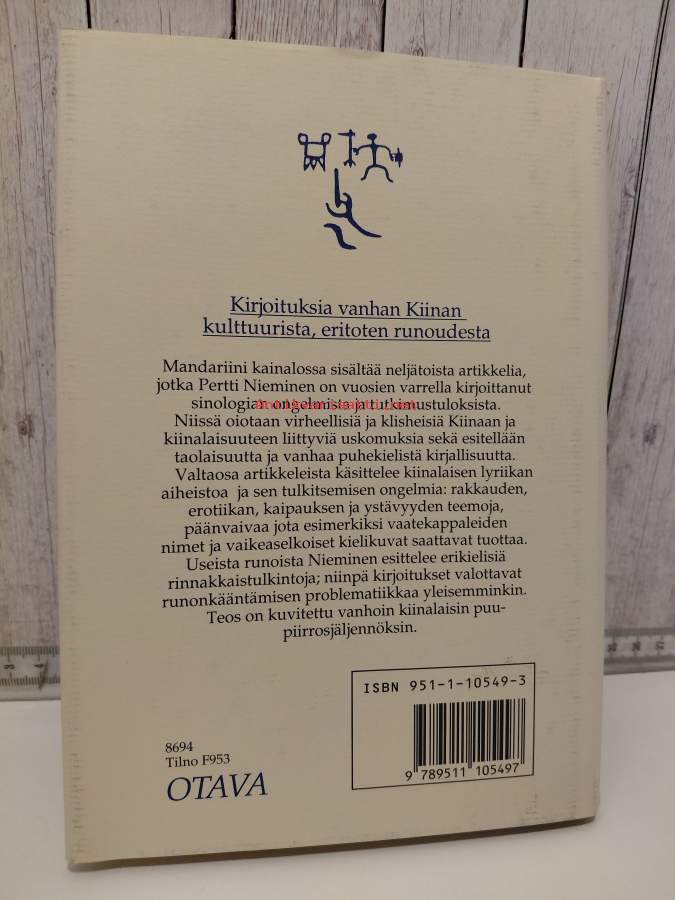 Kirjoituksia vanhan Kiinan
kulttuurista, eritoten runoudesta
Mandariini kainalossa sisältää neljätoista artikkelia,
jotka Pertti Nieminen on vuosien varrella kirjoittanut
sinologian ongelmista ja tutkimustuloksista.
Antikvariaatti.net
Niissä oiotaan virheellisiä ja klisheisiä Kiinaan ja
kiinalaisuuteen liittyviä uskomuksia sekä esitellään
taolaisuutta ja vanhaa puhekielistä kirjallisuutta.
Valtaosa artikkeleista käsittelee kiinalaisen lyriikan
aiheistoa ja sen tulkitsemisen ongelmia: rakkauden,
erotiikan, kaipauksen ja ystävyyden teemoja,
päänvaivaa jota esimerkiksi vaatekappaleiden
nimet ja vaikeaselkoiset kielikuvat saattavat tuottaa.
Useista runoista Nieminen esittelee erikielisiä
rinnakkaistulkintoja; niinpä kirjoitukset valottavat
runonkääntämisen problematiikkaa yleisemminkin.
Teos on kuvitettu vanhoin kiinalaisin puu-
piirrosjäljennöksin.
ISBN 951-1-10549-3
9 789511 105497
8694
Tilno F953
OTAVA